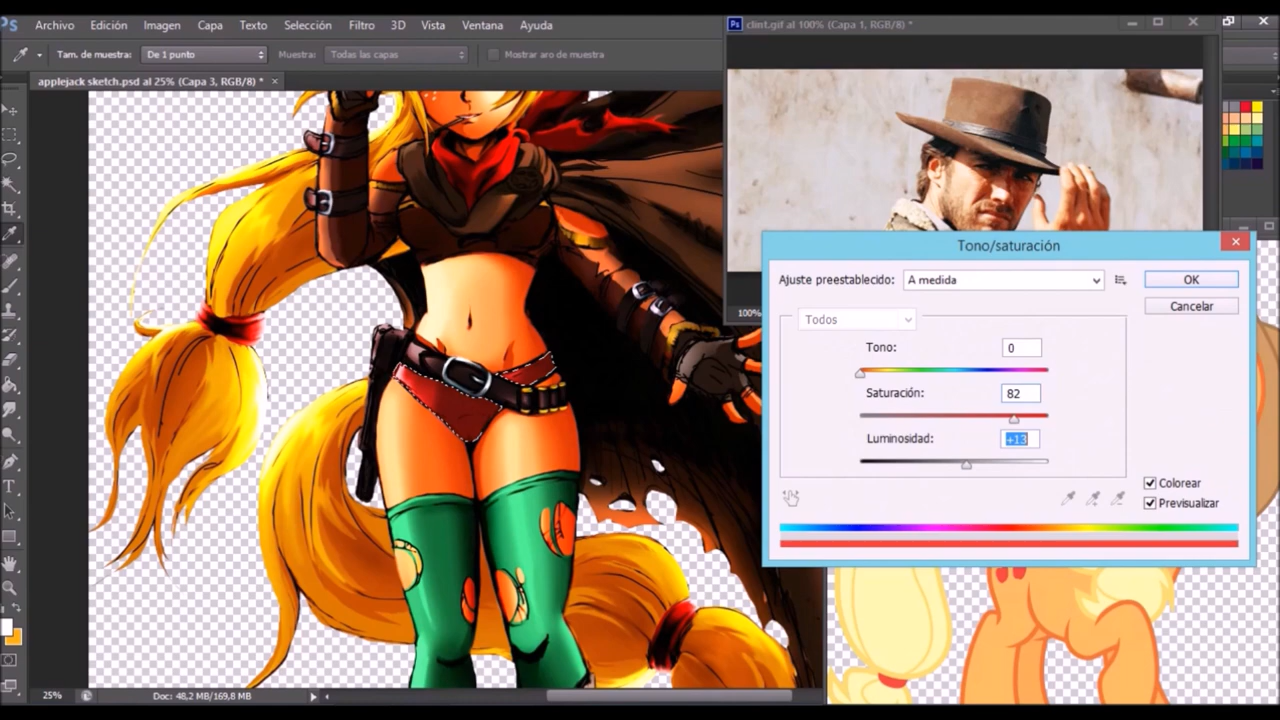 Ps Archivo Edición Imagen Capa Texto Selección Filtro 3D Vista Ventana Ayuda
Tam. de muestra: De 1 punto Muestra: Todas las capas Mostrar aro de muestra
applejack sketch.psd al 25% (Capa 3, RGB/8) * ×
Ps clint.gif al 100% (Capa 1, RGB/8) *
100%
Tono/saturación
Ajuste preestablecido: A medida
OK
Cancelar
Todos
Tono: 0
Saturación: 82
Luminosidad: +13
Colorear
Previsualizar
T
25% Doc: 48,2 MB/169,8 MB